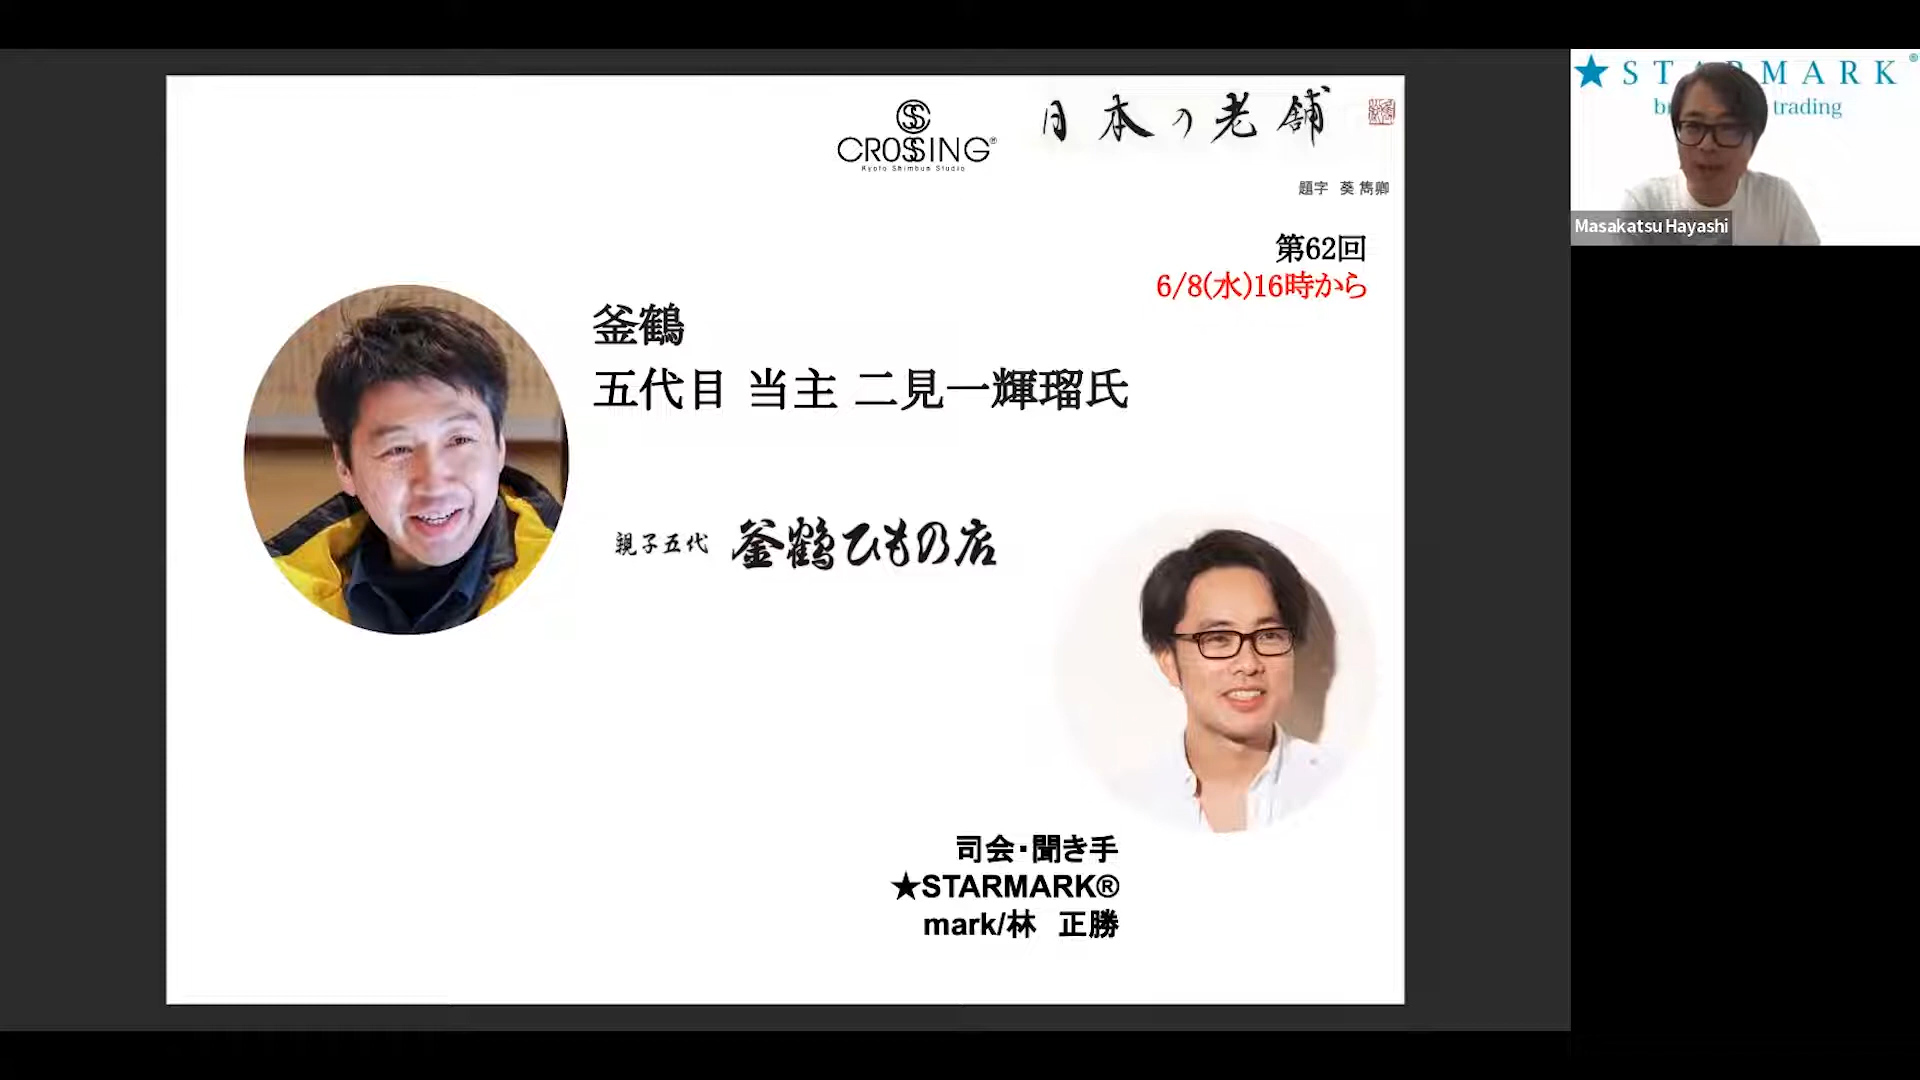 CROSSING®
Kyoto Shimbun Studio
日本の老舗
題字 葵 雋卿
第62回
6/8(水)16時から
釜鶴
五代目 当主 二見一輝瑠氏
親子五代 釜鶴ひもの店
司会・聞き手
★STARMARK®
mark/林 正勝
★STARMARK®
trading
Masakatsu Hayashi